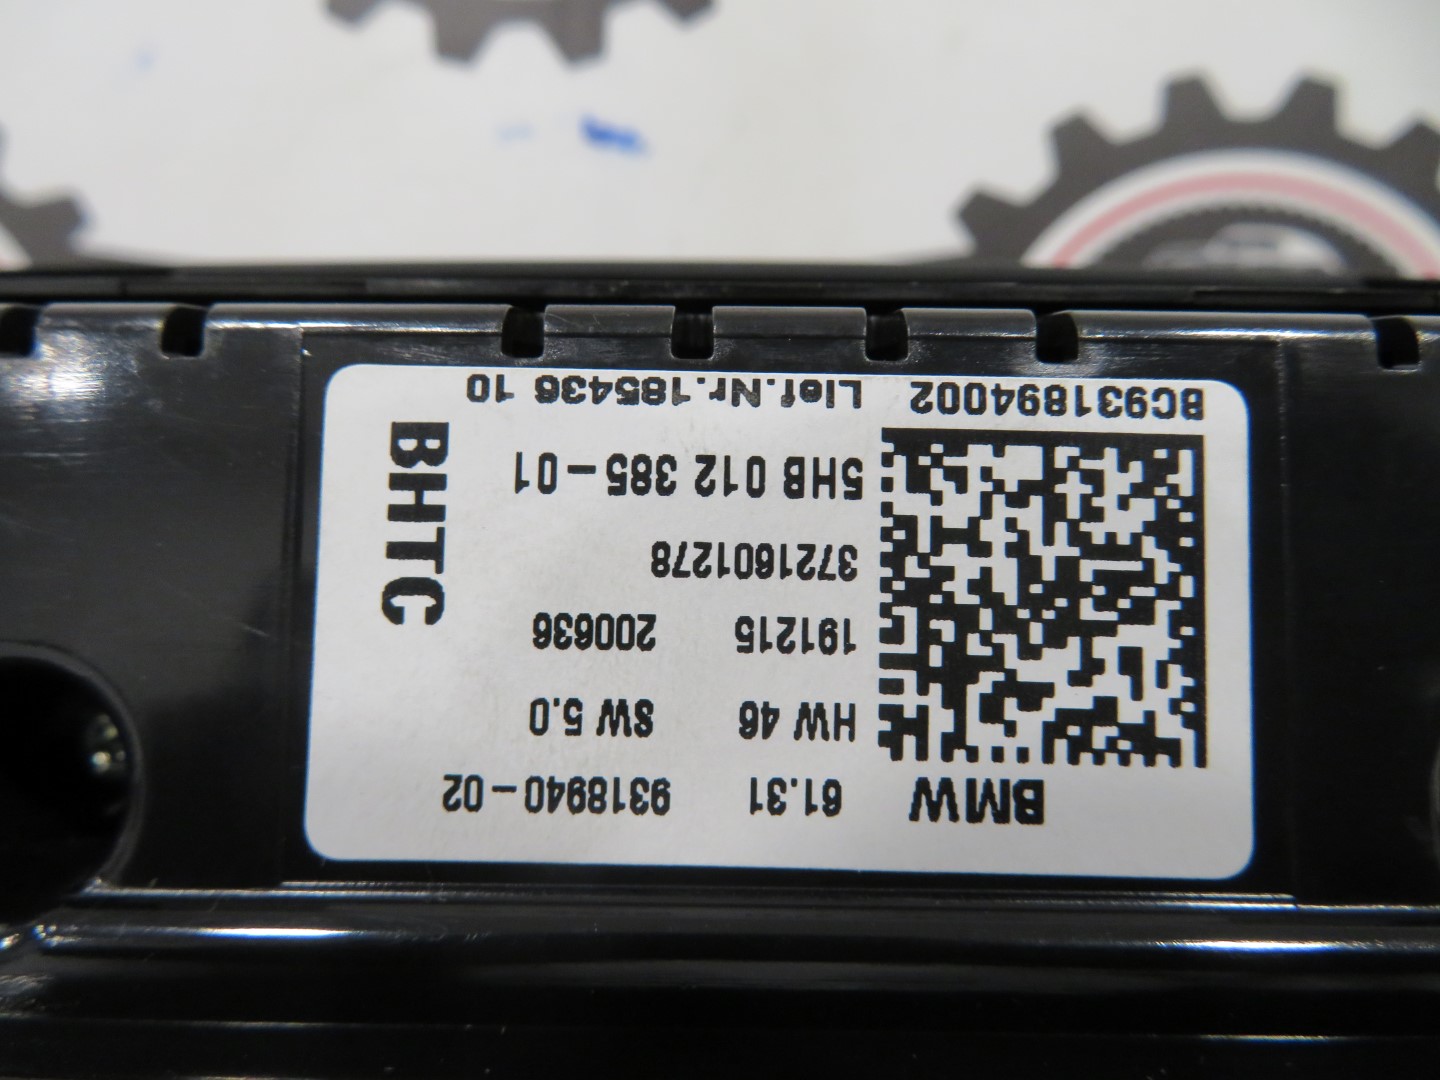 BMW 61.31 9318940-02
HW 46 SW 5.0
191215 200636
3721601278
5HB 012 385-01
BC931894002 Lief.Nr.185436 10
BHTC